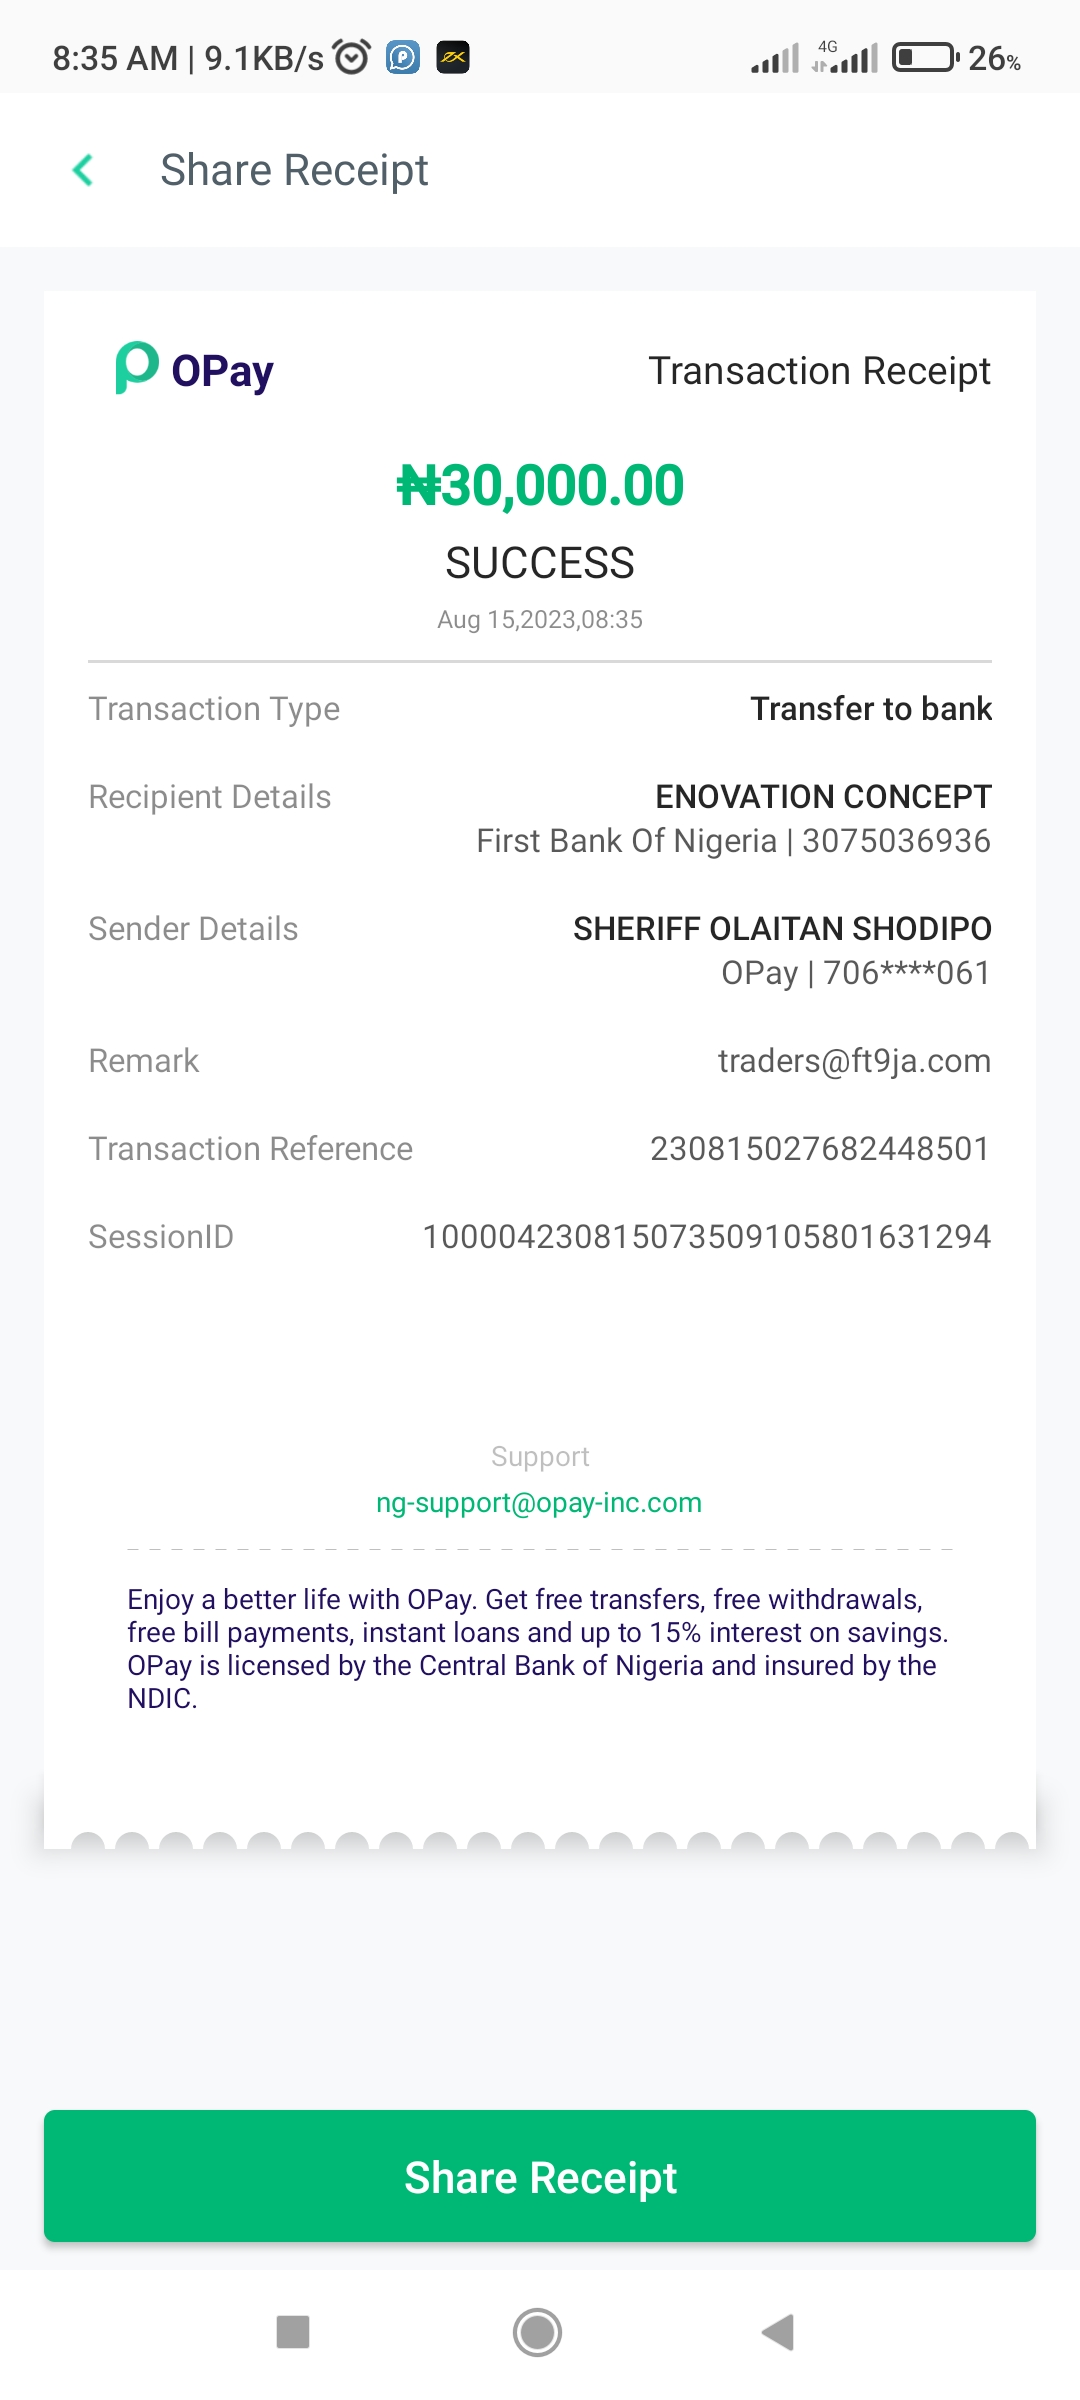 8:35 AM | 9.1KB/s 4G 26%
Share Receipt
OPay Transaction Receipt
₦30,000.00
SUCCESS
Aug 15,2023,08:35
Transaction Type Transfer to bank
Recipient Details ENOVATION CONCEPT
First Bank Of Nigeria | 3075036936
Sender Details SHERIFF OLAITAN SHODIPO
OPay | 706****061
Remark traders@ft9ja.com
Transaction Reference 230815027682448501
SessionID 100004230815073509105801631294
Support
ng-support@opay-inc.com
Enjoy a better life with OPay. Get free transfers, free withdrawals,
free bill payments, instant loans and up to 15% interest on savings.
OPay is licensed by the Central Bank of Nigeria and insured by the
NDIC.
Share Receipt